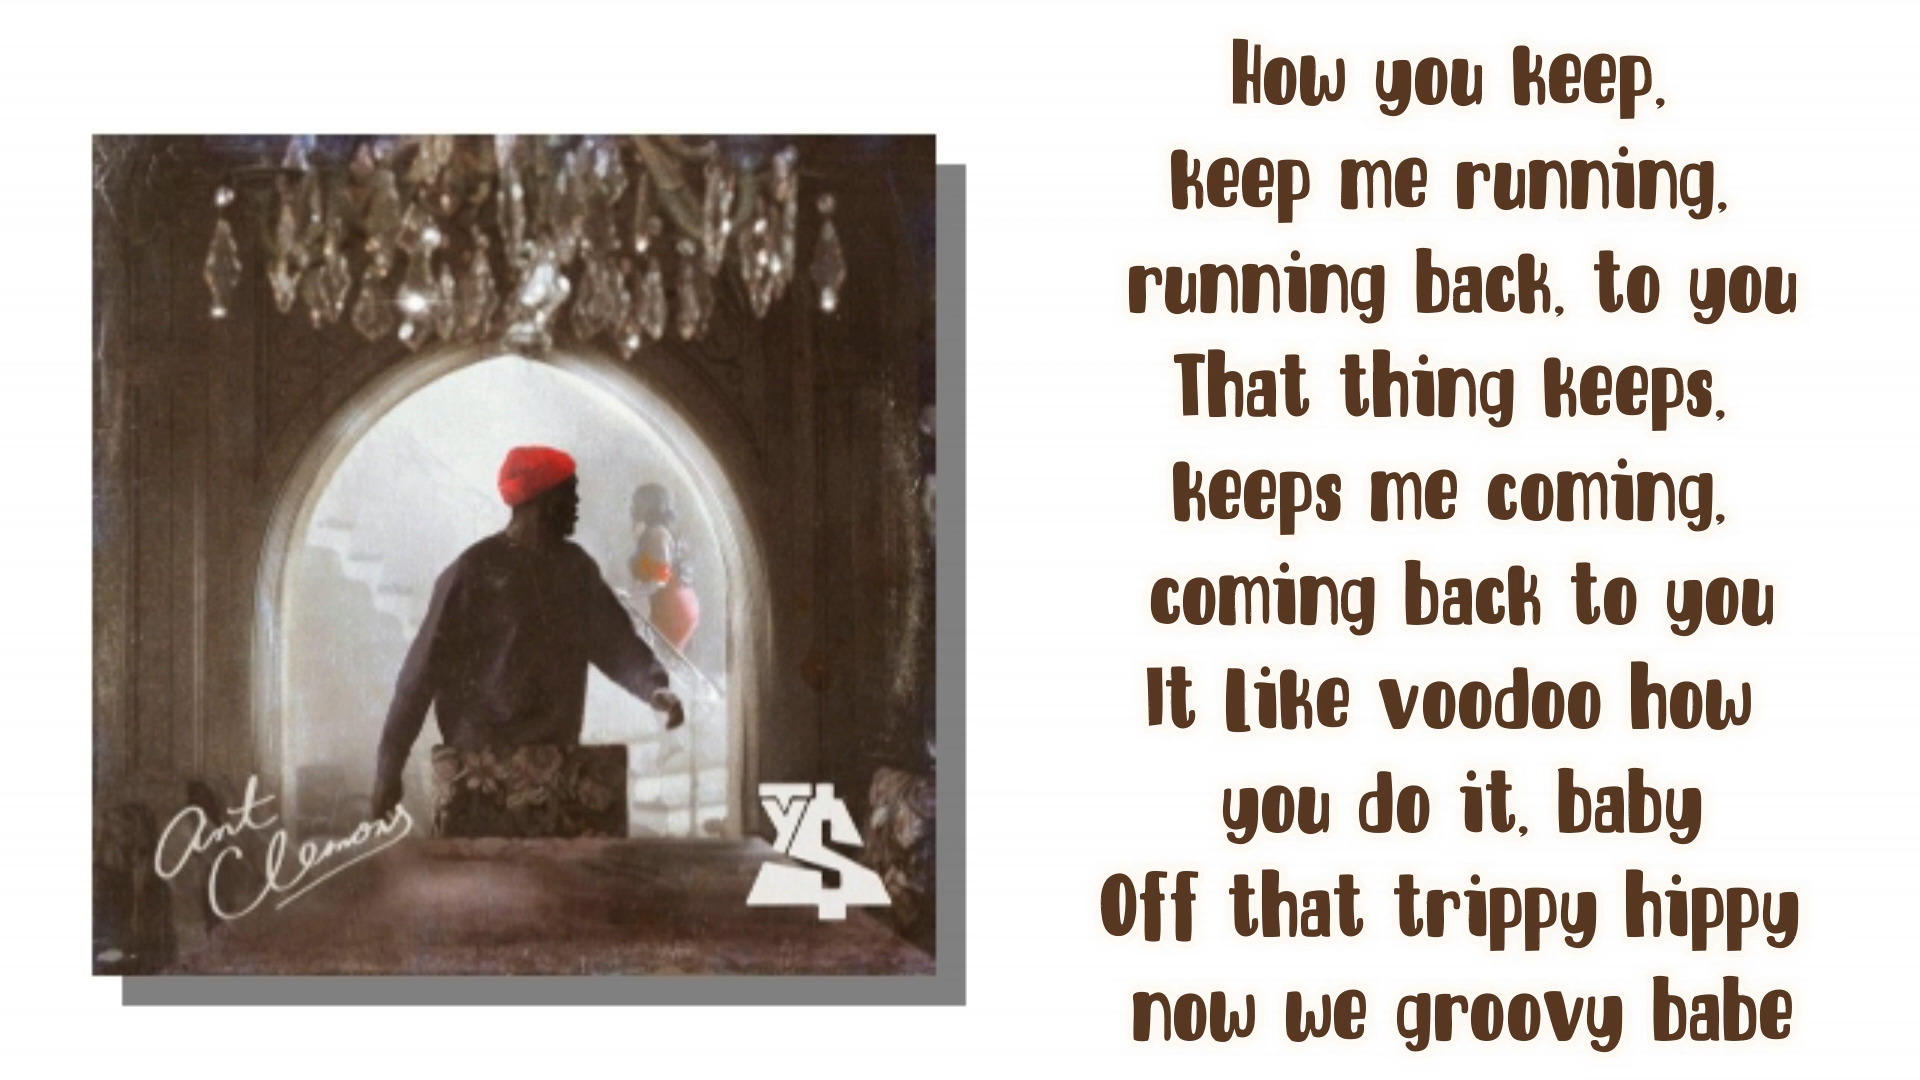 How you keep,
keep me running,
running back, to you
That thing keeps,
keeps me coming,
coming back to you
It Like voodoo how
you do it, baby
Off that trippy hippy
now we groovy babe
Ant
Clemons
TY$